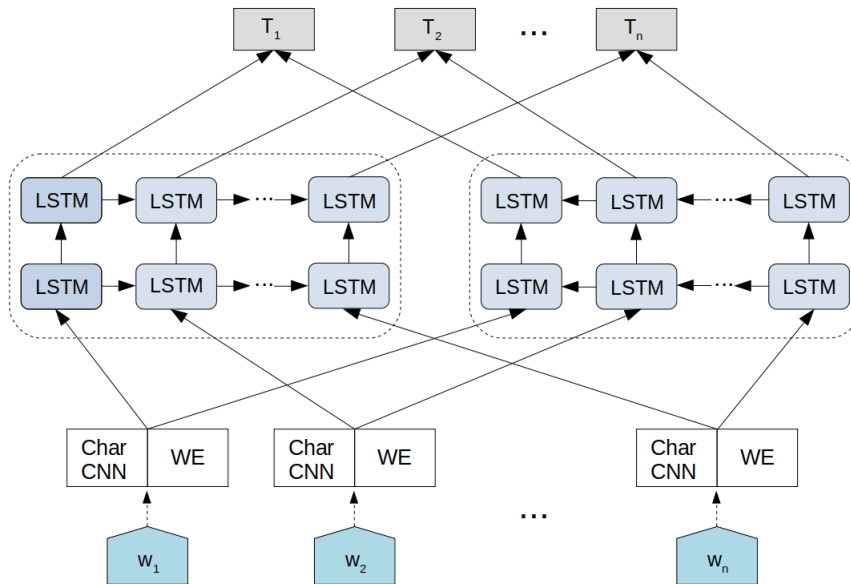 T1 T2 ... Tn
LSTM LSTM ... LSTM LSTM LSTM ... LSTM
LSTM LSTM ... LSTM LSTM LSTM ... LSTM
Char Char Char
CNN WE CNN WE CNN WE
...
w1 w2 wn